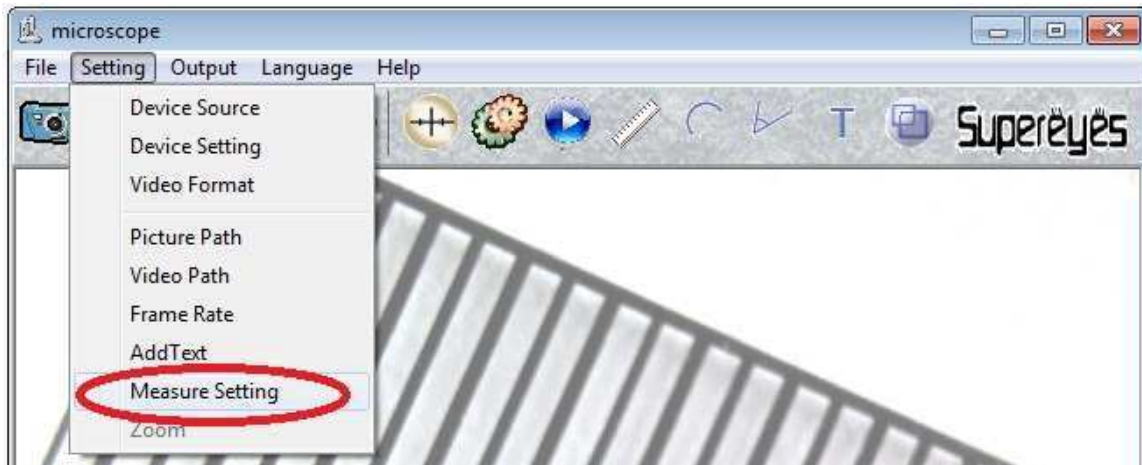 microscope
File Setting Output Language Help
T Superëyës
Device Source
Device Setting
Video Format
Picture Path
Video Path
Frame Rate
AddText
Measure Setting
Zoom